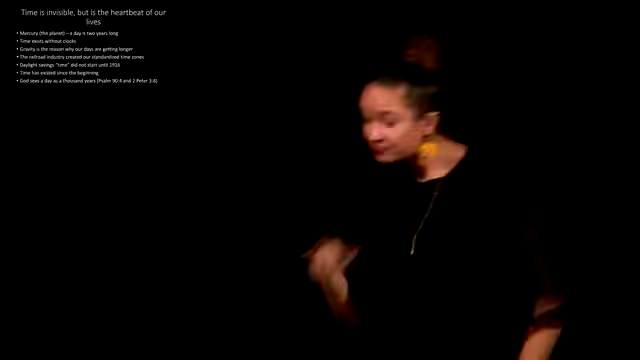 Time is invisible, but is the heartbeat of our
lives
• Mercury (the planet) – a day is two years long
• Time exists without clocks
• Gravity is the reason why our days are getting longer
• The railroad industry created our standardized time zones
• Daylight savings "time" did not start until 1916
• Time has existed since the beginning
• God sees a day as a thousand years (Psalm 90:4 and 2 Peter 3:8)